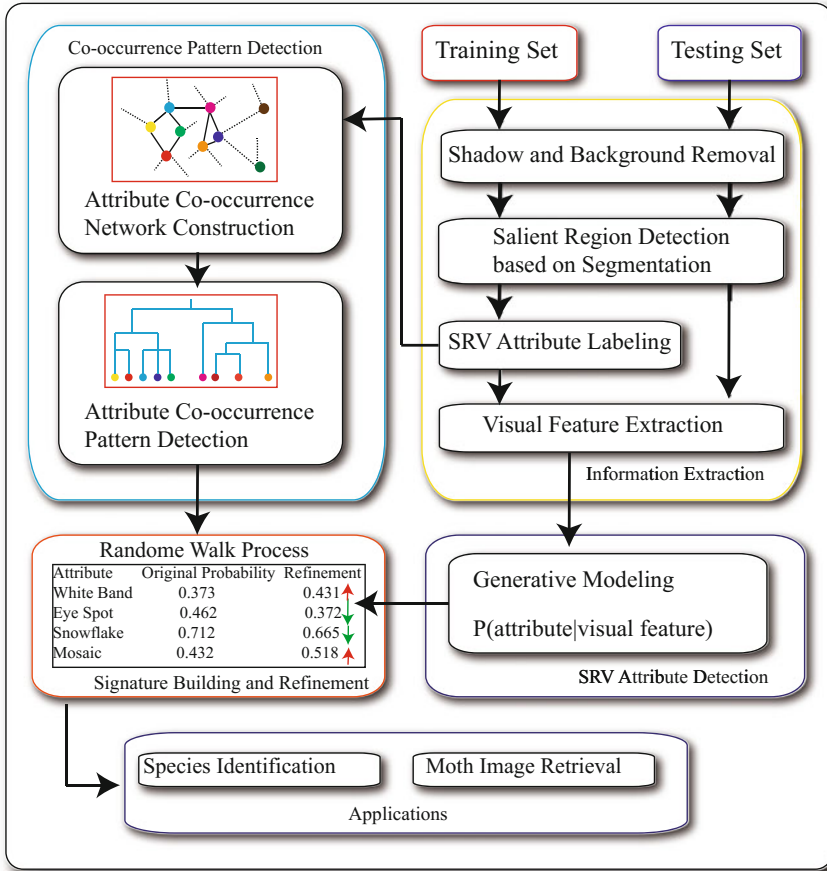 Co-occurrence Pattern Detection
Attribute Co-occurrence
Network Construction
Attribute Co-occurrence
Pattern Detection
Training Set
Testing Set
Shadow and Background Removal
Salient Region Detection
based on Segmentation
SRV Attribute Labeling
Visual Feature Extraction
Information Extraction
Randome Walk Process
Attribute Original Probability Refinement
White Band 0.373 0.431
Eye Spot 0.462 0.372
Snowflake 0.712 0.665
Mosaic 0.432 0.518
Signature Building and Refinement
Generative Modeling
P(attribute|visual feature)
SRV Attribute Detection
Species Identification
Moth Image Retrieval
Applications